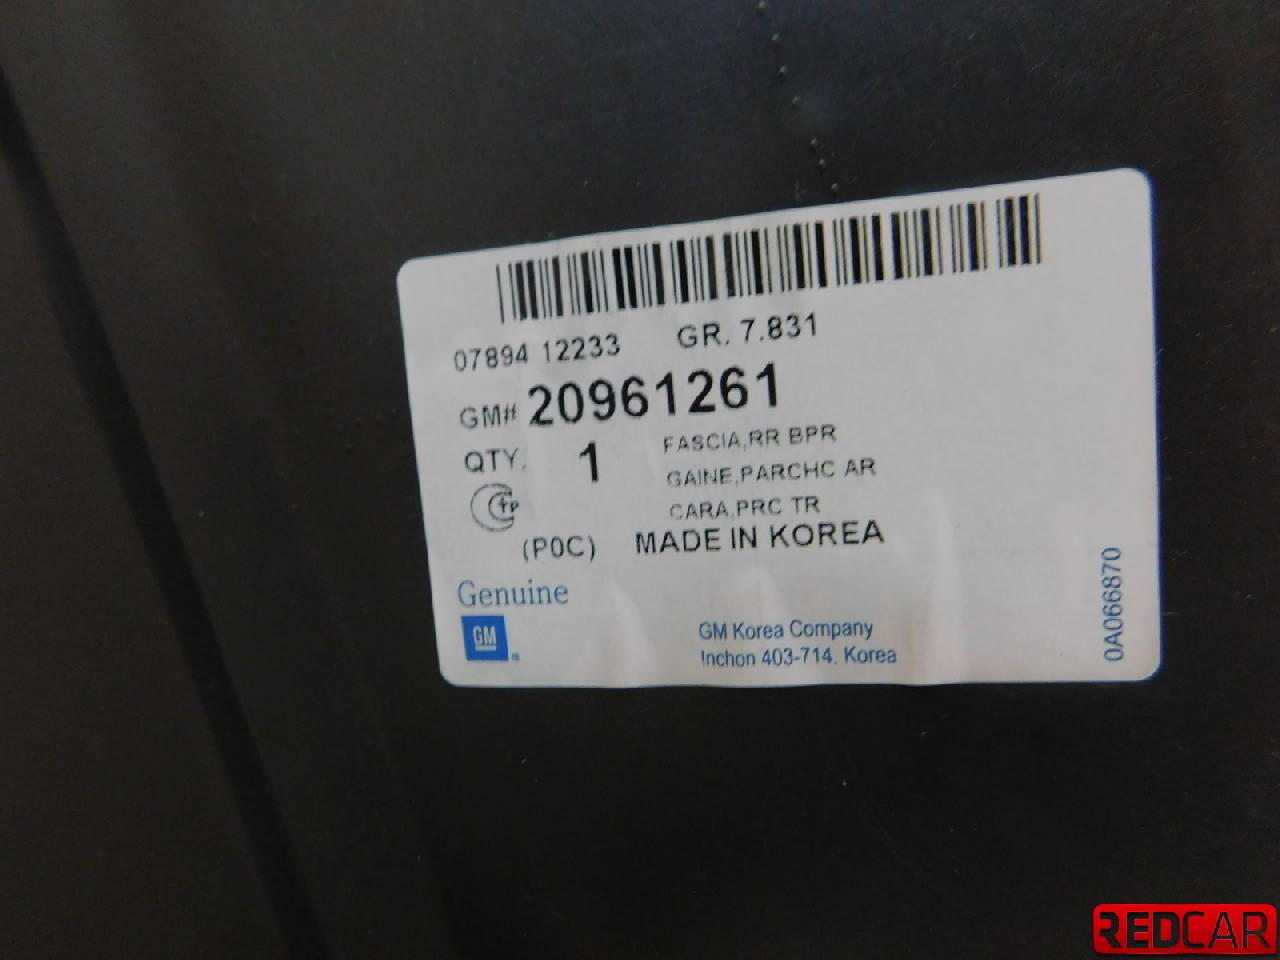 07894 12233 GR. 7.831
GM# 20961261
QTY. 1 FASCIA,RR BPR
GAINE,PARCHC AR
CARA,PRC TR
(P0C) MADE IN KOREA
Genuine
GM
GM Korea Company
Inchon 403-714, Korea
0A066870
REDCAR